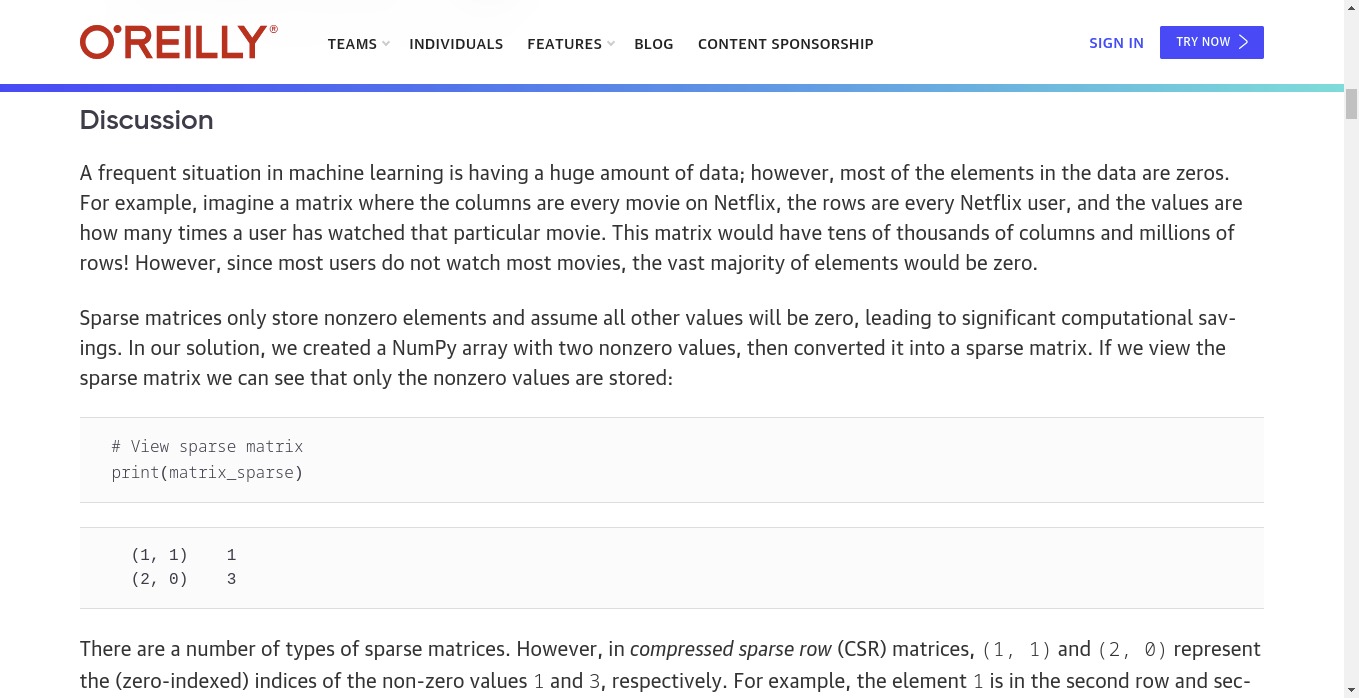 O'REILLY®
TEAMS INDIVIDUALS FEATURES BLOG CONTENT SPONSORSHIP SIGN IN TRY NOW
Discussion
A frequent situation in machine learning is having a huge amount of data; however, most of the elements in the data are zeros.
For example, imagine a matrix where the columns are every movie on Netflix, the rows are every Netflix user, and the values are
how many times a user has watched that particular movie. This matrix would have tens of thousands of columns and millions of
rows! However, since most users do not watch most movies, the vast majority of elements would be zero.
Sparse matrices only store nonzero elements and assume all other values will be zero, leading to significant computational sav-
ings. In our solution, we created a NumPy array with two nonzero values, then converted it into a sparse matrix. If we view the
sparse matrix we can see that only the nonzero values are stored:
# View sparse matrix
print(matrix_sparse)
(1, 1)    1
(2, 0)    3
There are a number of types of sparse matrices. However, in compressed sparse row (CSR) matrices, (1, 1) and (2, 0) represent
the (zero-indexed) indices of the non-zero values 1 and 3, respectively. For example, the element 1 is in the second row and sec-